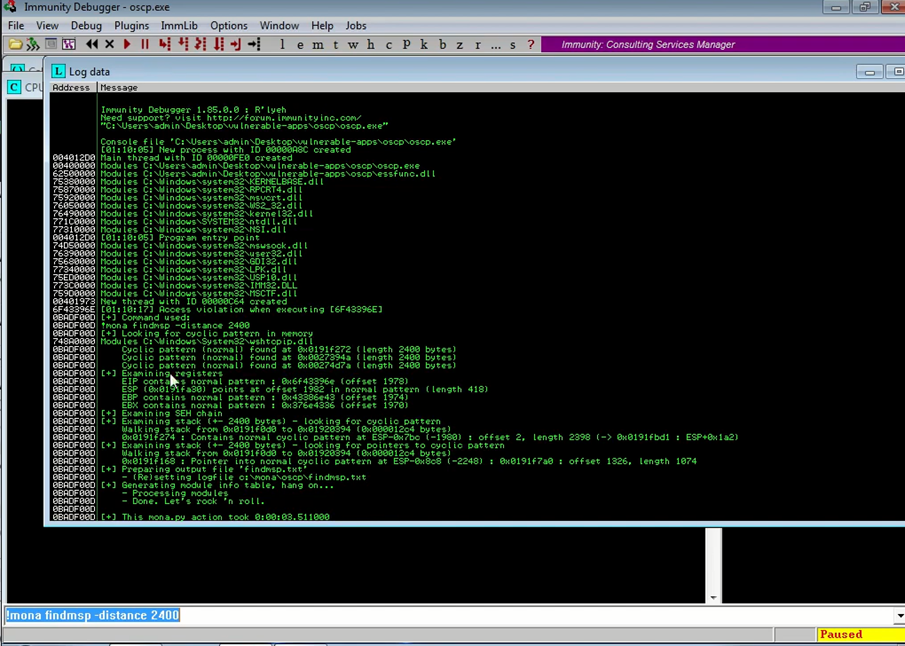 Immunity Debugger - oscp.exe
File View Debug Plugins ImmLib Options Window Help Jobs
l e m t w h c P k b z r ... s ? Immunity: Consulting Services Manager
Log data
CPU
Address Message
Immunity Debugger 1.85.0.0 : R'lyeh
Need support? visit http://forum.immunityinc.com/
"C:\Users\admin\Desktop\vulnerable-apps\oscp\oscp.exe"
Console file 'C:\Users\admin\Desktop\vulnerable-apps\oscp\oscp.exe'
[01:10:05] New process with ID 00000A8C created
004012D0 Main thread with ID 00000FE0 created
00400000 Modules C:\Users\admin\Desktop\vulnerable-apps\oscp\oscp.exe
62500000 Modules C:\Users\admin\Desktop\vulnerable-apps\oscp\essfunc.dll
75380000 Modules C:\Windows\system32\KERNELBASE.dll
75870000 Modules C:\Windows\system32\RPCRT4.dll
75920000 Modules C:\Windows\system32\msvcrt.dll
76050000 Modules C:\Windows\system32\WS2_32.dll
76490000 Modules C:\Windows\system32\kernel32.dll
771C0000 Modules C:\Windows\SYSTEM32\ntdll.dll
77310000 Modules C:\Windows\system32\NSI.dll
004012D0 [01:10:05] Program entry point
74D50000 Modules C:\Windows\system32\mswsock.dll
76390000 Modules C:\Windows\system32\user32.dll
75680000 Modules C:\Windows\system32\GDI32.dll
77340000 Modules C:\Windows\system32\LPK.dll
75ED0000 Modules C:\Windows\system32\USP10.dll
773C0000 Modules C:\Windows\system32\IMM32.DLL
759D0000 Modules C:\Windows\system32\MSCTF.dll
00401973 New thread with ID 00000C64 created
6F43396E [01:10:17] Access violation when executing [6F43396E]
0BADF00D [+] Command used:
0BADF00D !mona findmsp -distance 2400
0BADF00D [+] Looking for cyclic pattern in memory
748A0000 Modules C:\Windows\System32\wshtcpip.dll
0BADF00D Cyclic pattern (normal) found at 0x0191f272 (length 2400 bytes)
0BADF00D Cyclic pattern (normal) found at 0x0027394a (length 2400 bytes)
0BADF00D Cyclic pattern (normal) found at 0x00274d7a (length 2400 bytes)
0BADF00D [+] Examining registers
0BADF00D EIP contains normal pattern : 0x6f43396e (offset 1978)
0BADF00D ESP (0x0191fa30) points at offset 1982 in normal pattern (length 418)
0BADF00D EBP contains normal pattern : 0x43386e43 (offset 1974)
0BADF00D EBX contains normal pattern : 0x376e4336 (offset 1970)
0BADF00D [+] Examining SEH chain
0BADF00D [+] Examining stack (+- 2400 bytes) - looking for cyclic pattern
0BADF00D Walking stack from 0x0191f0d0 to 0x01920394 (0x000012c4 bytes)
0BADF00D 0x0191f274 : Contains normal cyclic pattern at ESP-0x7bc (-1980) : offset 2, length 2398 (-> 0x0191fbd1 : ESP+0x1a2)
0BADF00D [+] Examining stack (+- 2400 bytes) - looking for pointers to cyclic pattern
0BADF00D Walking stack from 0x0191f0d0 to 0x01920394 (0x000012c4 bytes)
0BADF00D 0x0191f168 : Pointer into normal cyclic pattern at ESP-0x8c8 (-2248) : 0x0191f7a0 : offset 1326, length 1074
0BADF00D [+] Preparing output file 'findmsp.txt'
0BADF00D - (Re)setting logfile c:\mona\oscp\findmsp.txt
0BADF00D [+] Generating module info table, hang on...
0BADF00D - Processing modules
0BADF00D - Done. Let's rock 'n roll.
0BADF00D
0BADF00D [+] This mona.py action took 0:00:03.511000
!mona findmsp -distance 2400
Paused